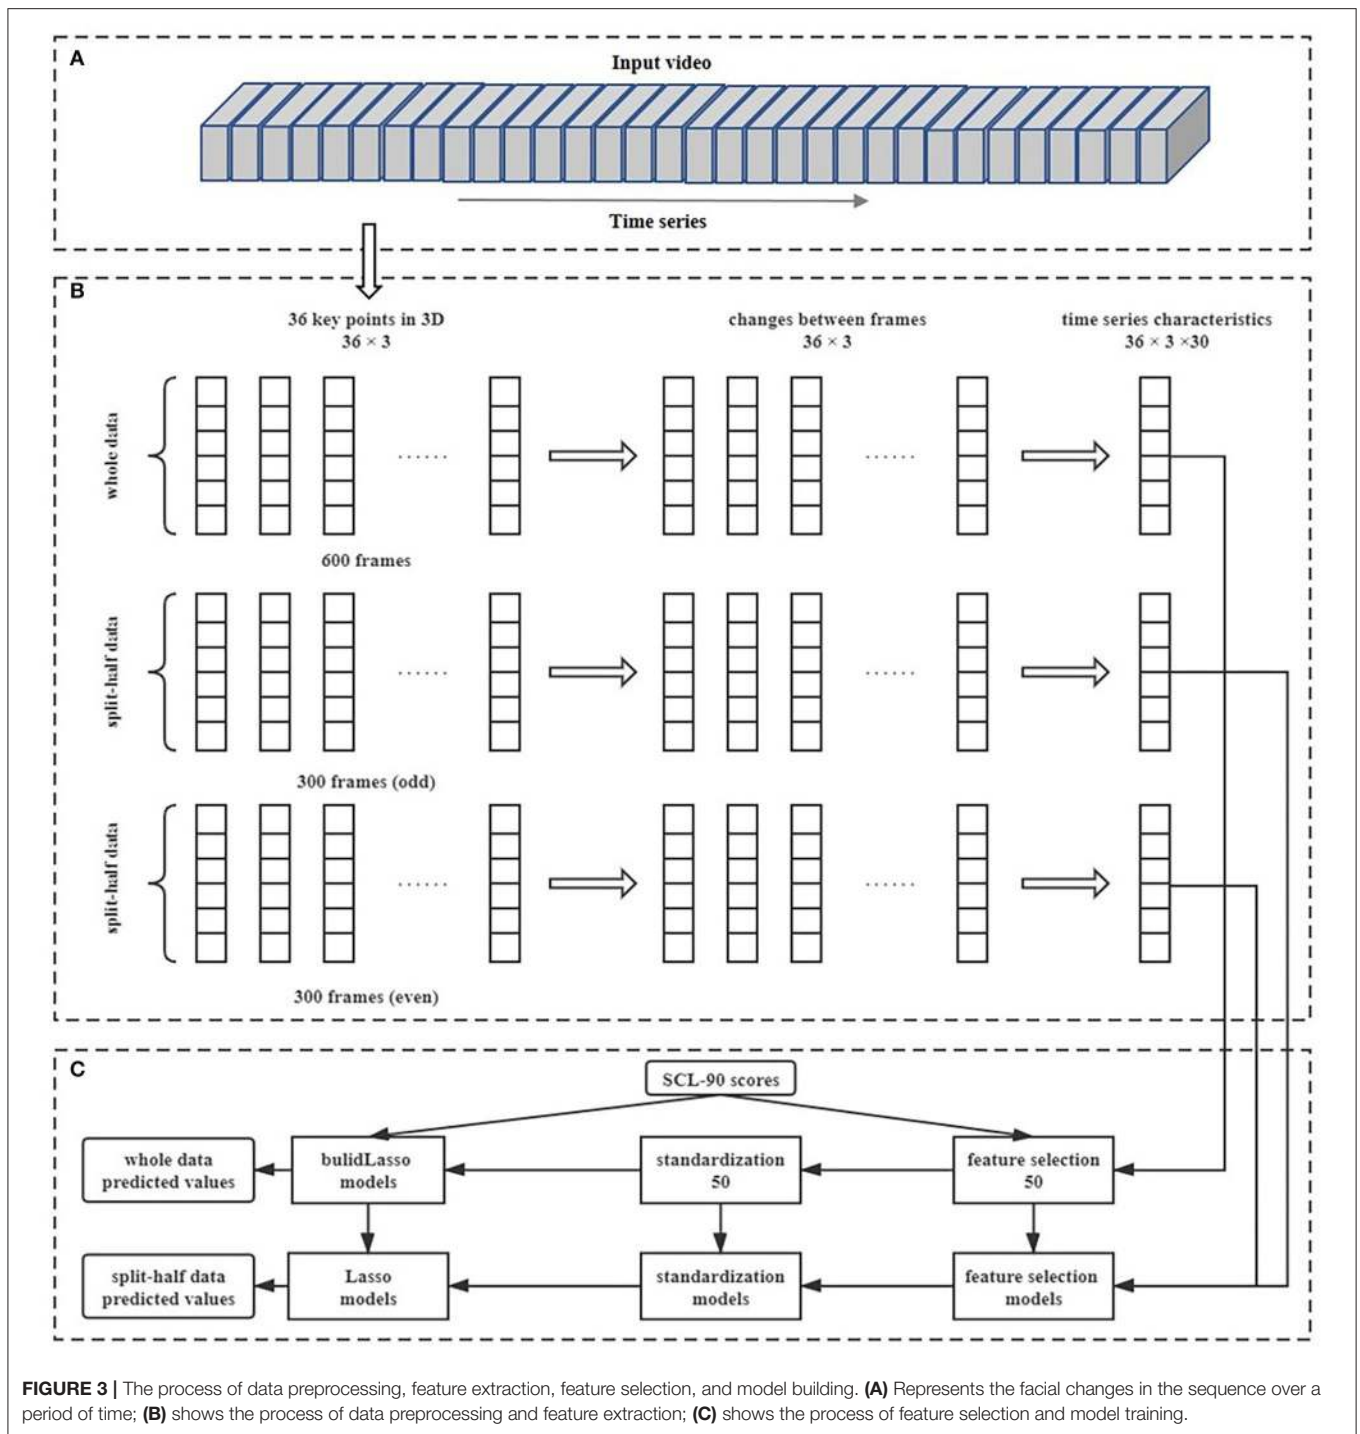 A
Input video
Time series
B
36 key points in 3D
36 × 3
changes between frames
36 × 3
time series characteristics
36 × 3 ×30
whole data
......
......
600 frames
split-half data
......
......
300 frames (odd)
split-half data
......
......
300 frames (even)
C
SCL-90 scores
whole data
predicted values
bulidLasso
models
standardization
50
feature selection
50
split-half data
predicted values
Lasso
models
standardization
models
feature selection
models
FIGURE 3 | The process of data preprocessing, feature extraction, feature selection, and model building. (A) Represents the facial changes in the sequence over a
period of time; (B) shows the process of data preprocessing and feature extraction; (C) shows the process of feature selection and model training.